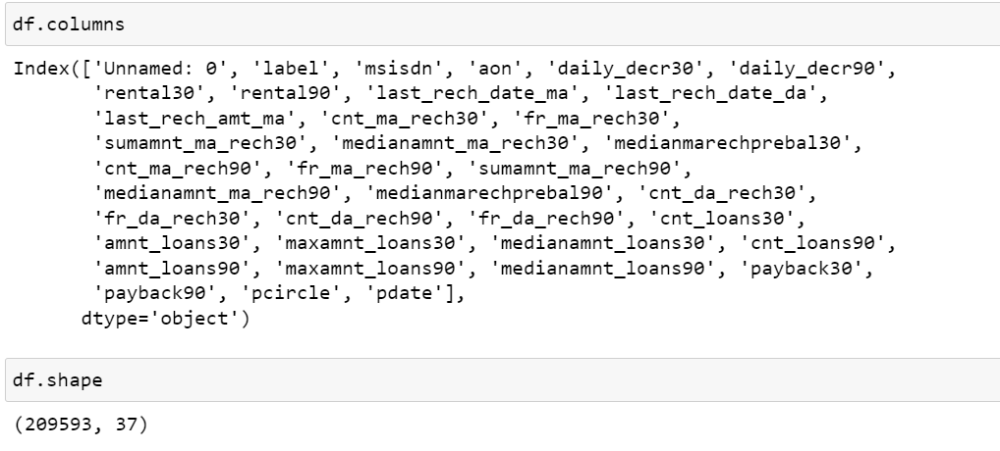 df.columns
Index(['Unnamed: 0', 'label', 'msisdn', 'aon', 'daily_decr30', 'daily_decr90',
'rental30', 'rental90', 'last_rech_date_ma', 'last_rech_date_da',
'last_rech_amt_ma', 'cnt_ma_rech30', 'fr_ma_rech30',
'sumamnt_ma_rech30', 'medianamnt_ma_rech30', 'medianmarechprebal30',
'cnt_ma_rech90', 'fr_ma_rech90', 'sumamnt_ma_rech90',
'medianamnt_ma_rech90', 'medianmarechprebal90', 'cnt_da_rech30',
'fr_da_rech30', 'cnt_da_rech90', 'fr_da_rech90', 'cnt_loans30',
'amnt_loans30', 'maxamnt_loans30', 'medianamnt_loans30', 'cnt_loans90',
'amnt_loans90', 'maxamnt_loans90', 'medianamnt_loans90', 'payback30',
'payback90', 'pcircle', 'pdate'],
dtype='object')
df.shape
(209593, 37)